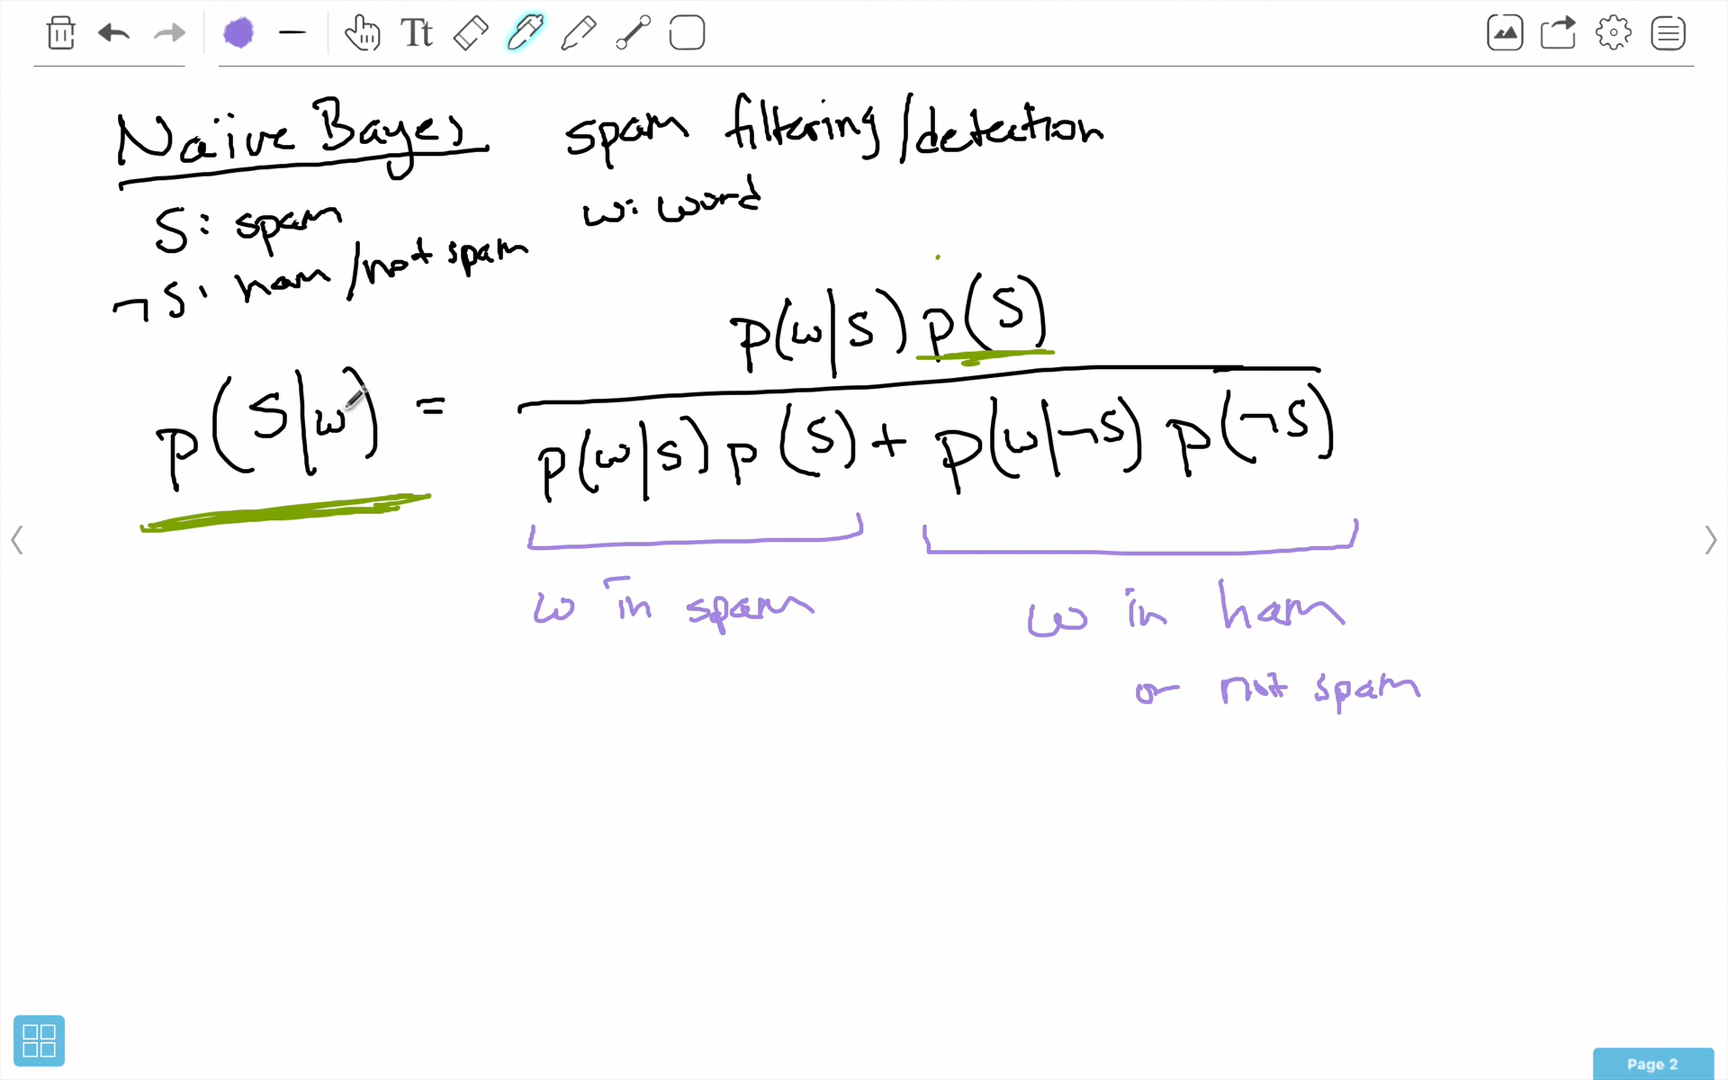 Tt
Naïive Bayes spam filtering/detection
S: spam w: word
¬S: ham/not spam
p(w|S) p(S)
p(S|w) =
p(w|S) p(S) + p(w|¬S) p(¬S)
w in spam w in ham
or not spam
Page 2